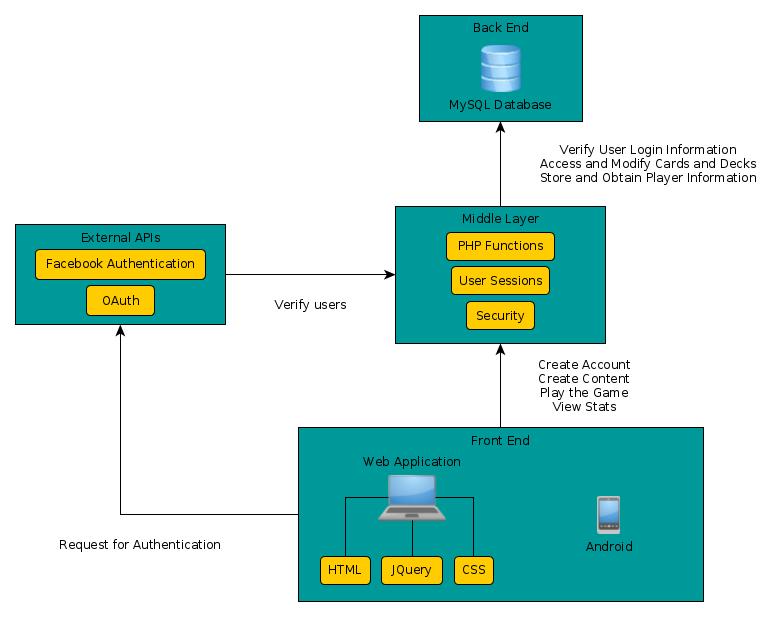 Back End
MySQL Database
Verify User Login Information
Access and Modify Cards and Decks
Store and Obtain Player Information
Middle Layer
PHP Functions
User Sessions
Security
External APIs
Facebook Authentication
OAuth
Verify users
Create Account
Create Content
Play the Game
View Stats
Front End
Web Application
HTML
JQuery
CSS
Android
Request for Authentication